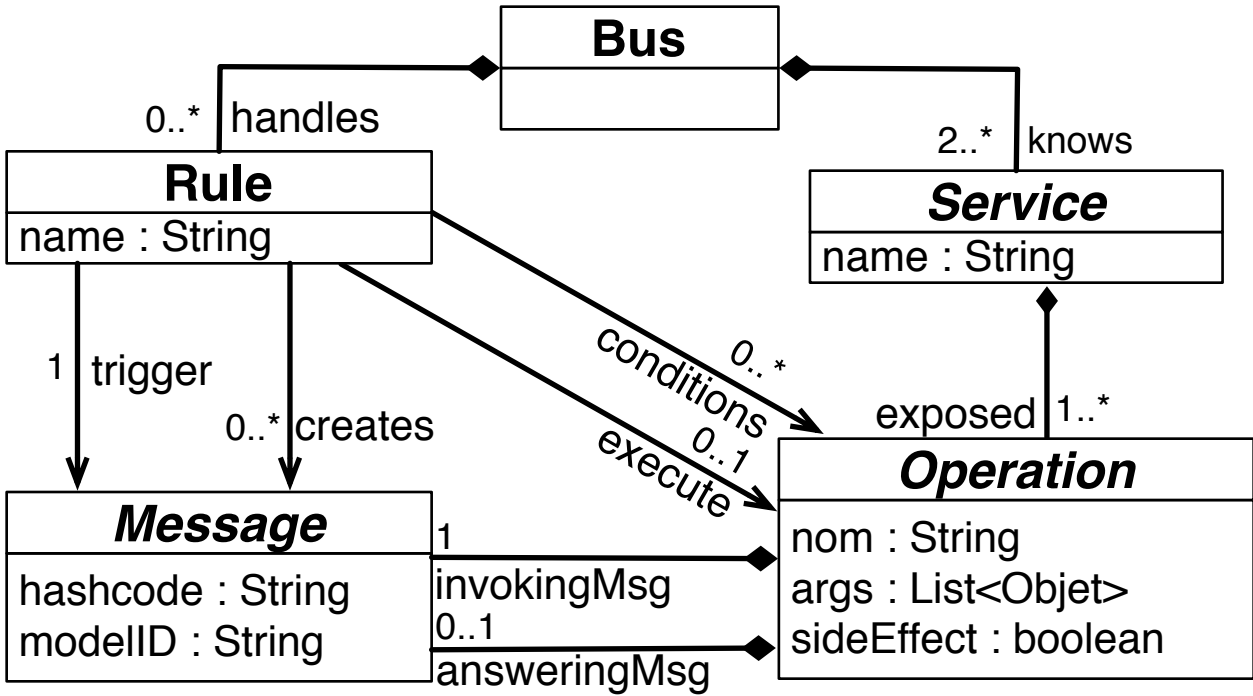 Bus
0..* handles
2..* knows
Rule
name : String
Service
name : String
1 trigger
0..* creates
conditions
0.. *
execute
0..1
exposed 1..*
Message
hashcode : String
modelID : String
1
invokingMsg
0..1
answeringMsg
Operation
nom : String
args : List<Objet>
sideEffect : boolean